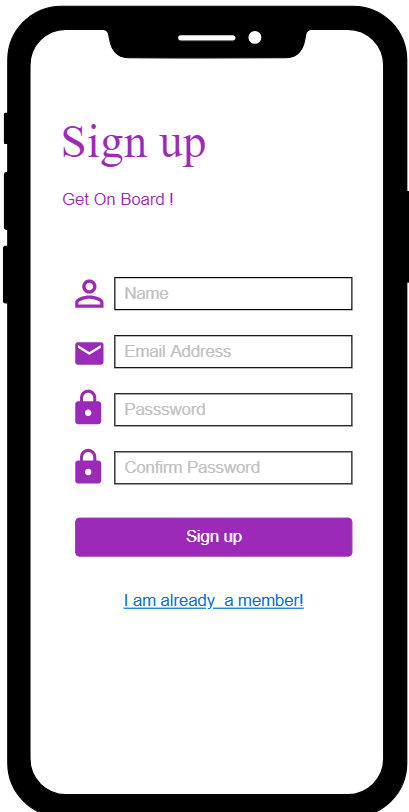 Sign up
Get On Board !
Name
Email Address
Passsword
Confirm Password
Sign up
I am already  a member!